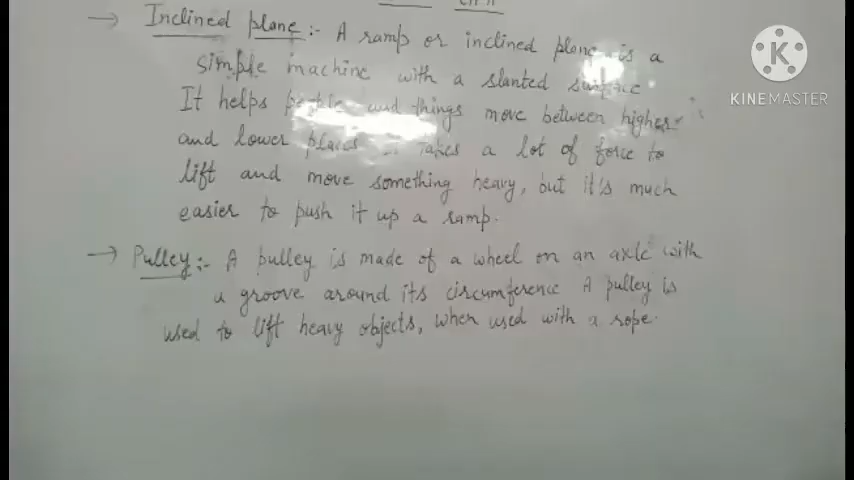 → Inclined plane :- A ramp or inclined plane is a
simple machine with a slanted surface
It helps people and things move between higher
and lower places It takes a lot of force to
lift and move something heavy, but it's much
easier to push it up a ramp.
→ Pulley :- A pulley is made of a wheel on an axle with
a groove around its circumference A pulley is
used to lift heavy objects, when used with a rope.
KINEMASTER